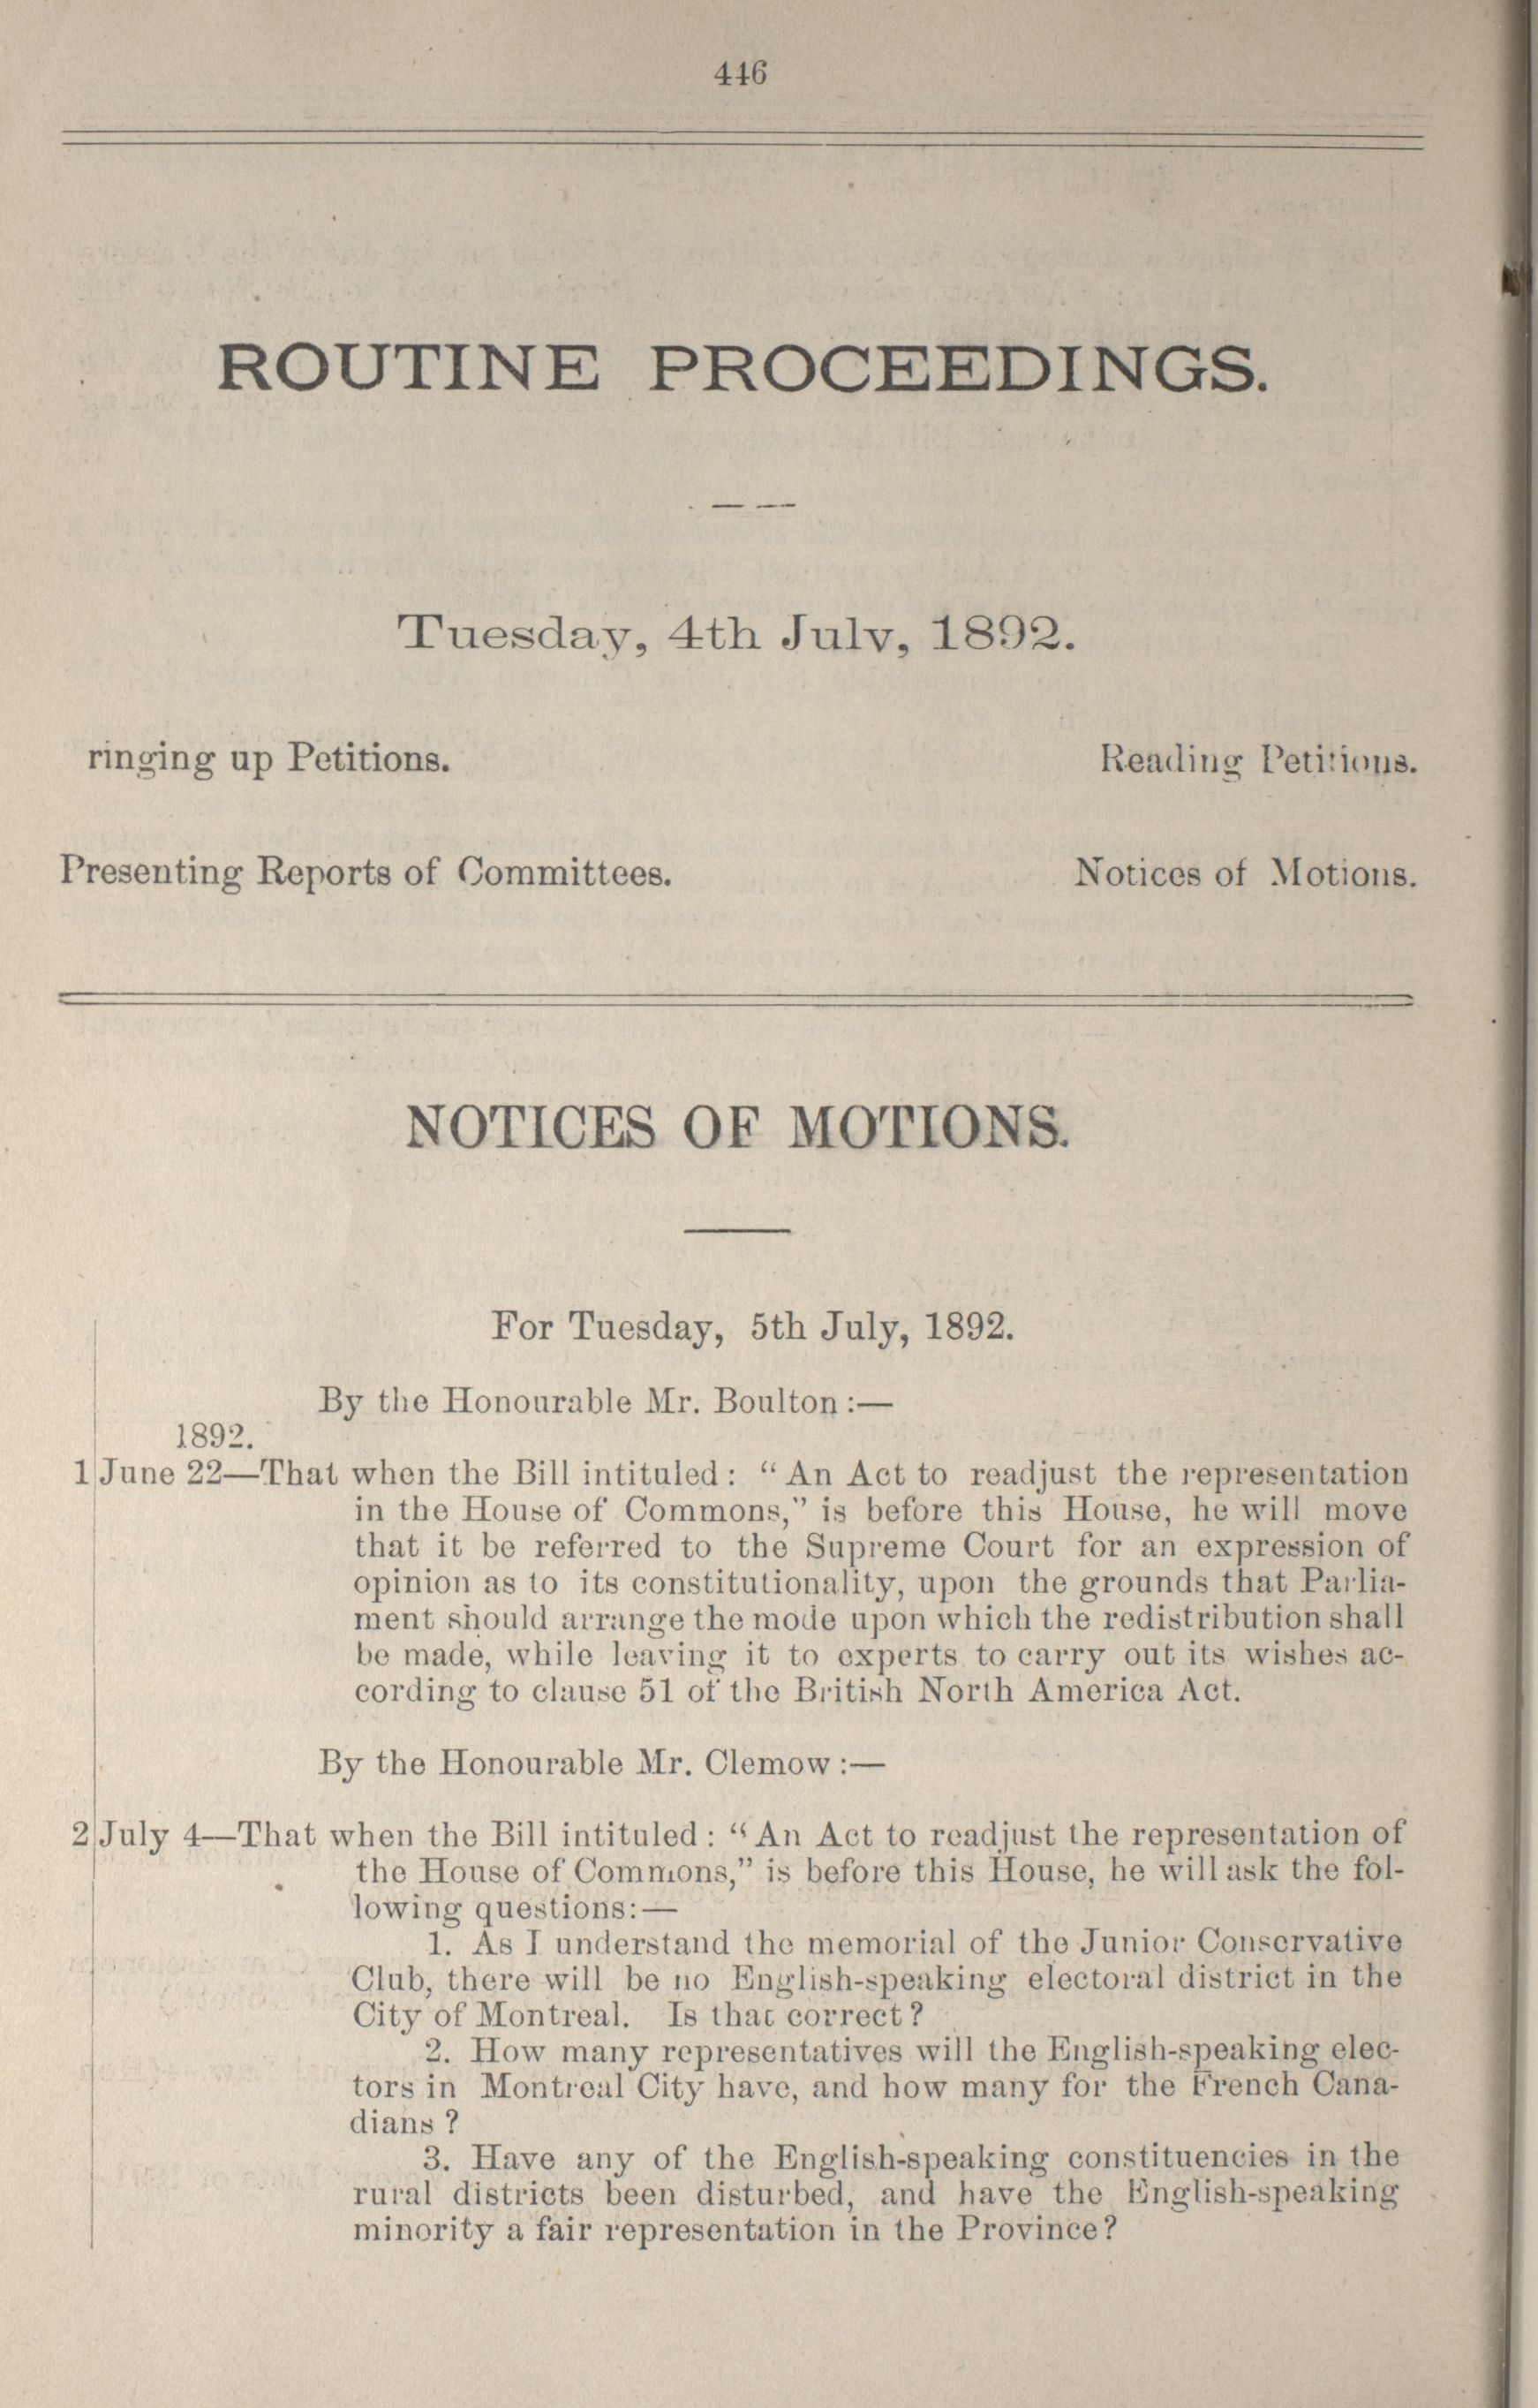 446
ROUTINE PROCEEDINGS.
Tuesday, 4th July, 1892.
ringing up Petitions. Reading Petitions.
Presenting Reports of Committees. Notices of Motions.
NOTICES OF MOTIONS.
For Tuesday, 5th July, 1892.
By the Honourable Mr. Boulton :—
1892.
1 June 22—That when the Bill intituled : “ An Act to readjust the representation
in the House of Commons,” is before this House, he will move
that it be referred to the Supreme Court for an expression of
opinion as to its constitutionality, upon the grounds that Parlia-
ment should arrange the mode upon which the redistribution shall
be made, while leaving it to experts to carry out its wishes ac-
cording to clause 51 of the British North America Act.
By the Honourable Mr. Clemow :—
2 July 4—That when the Bill intituled : “ An Act to readjust the representation of
the House of Commons,” is before this House, he will ask the fol-
lowing questions:—
1. As I understand the memorial of the Junior Conservative
Club, there will be no English-speaking electoral district in the
City of Montreal. Is that correct ?
2. How many representatives will the English-speaking elec-
tors in Montreal City have, and how many for the French Cana-
dians ?
3. Have any of the English-speaking constituencies in the
rural districts been disturbed, and have the English-speaking
minority a fair representation in the Province ?